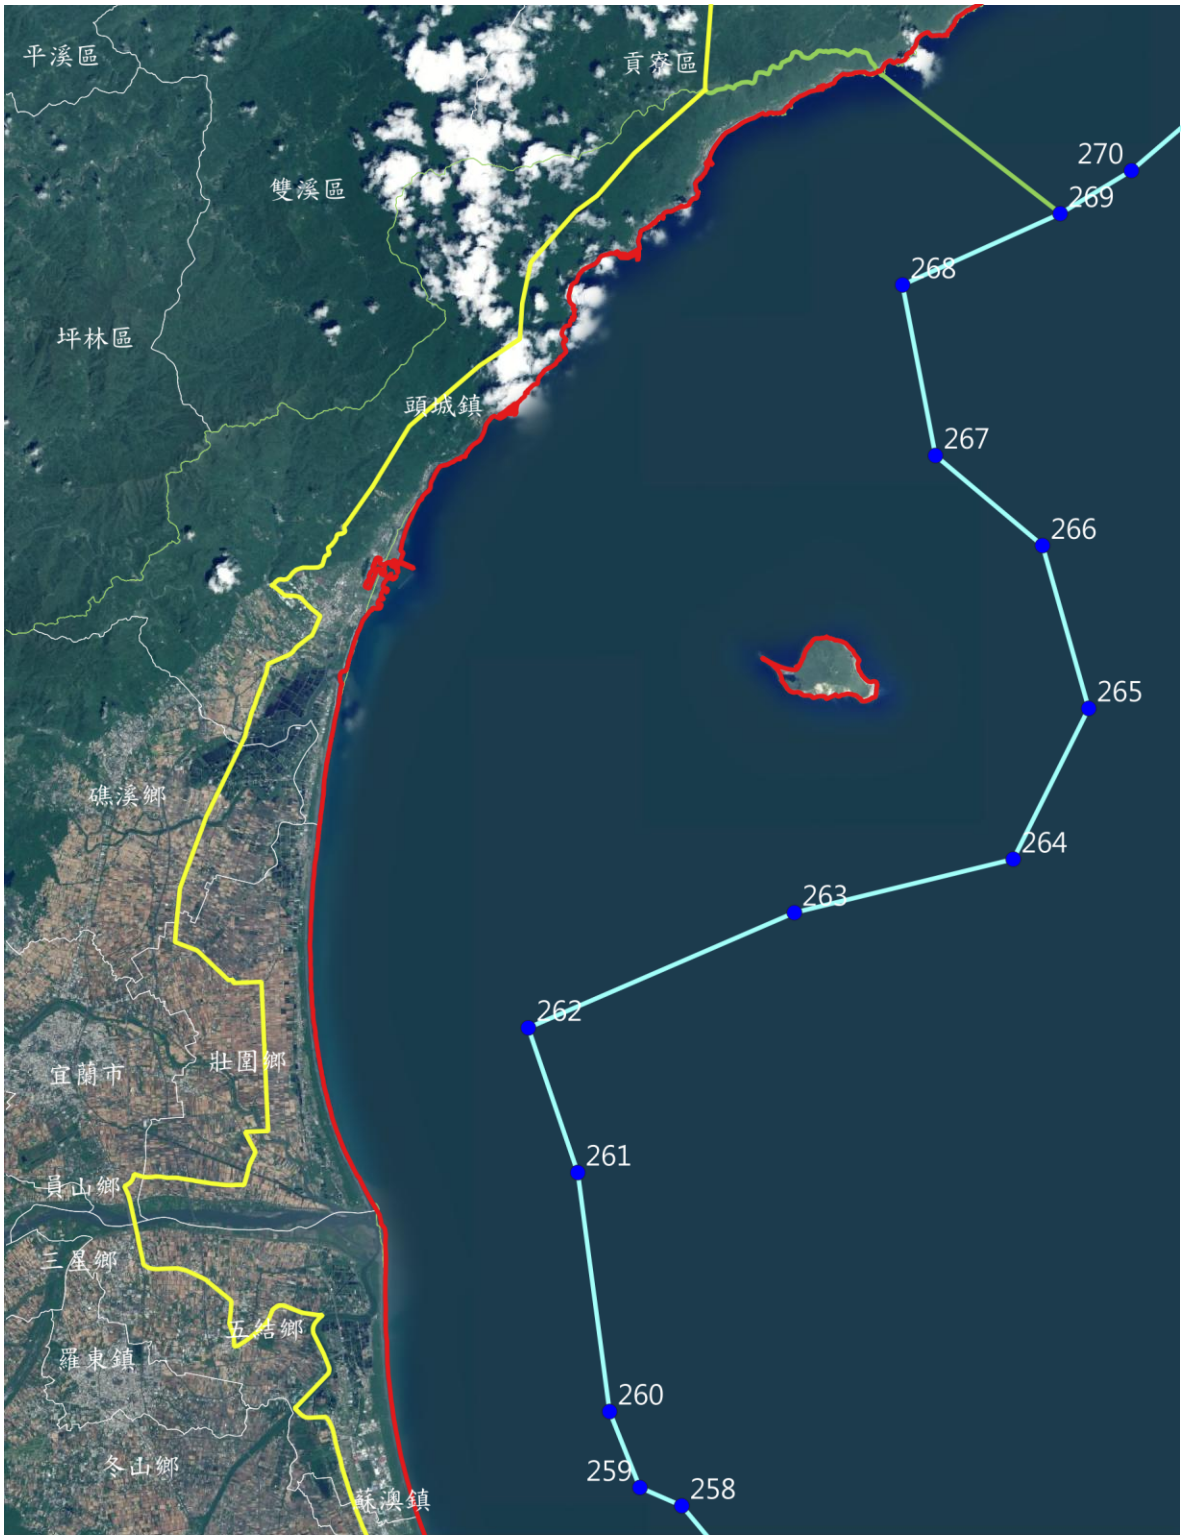 平溪區
貢寮區
270
雙溪區
269
268
坪林區
頭城鎮
267
266
265
礁溪鄉
264
263
262
壯圍鄉
宜蘭市
261
員山鄉
三星鄉
五結鄉
羅東鎮
260
冬山鄉
259
258
蘇澳鎮